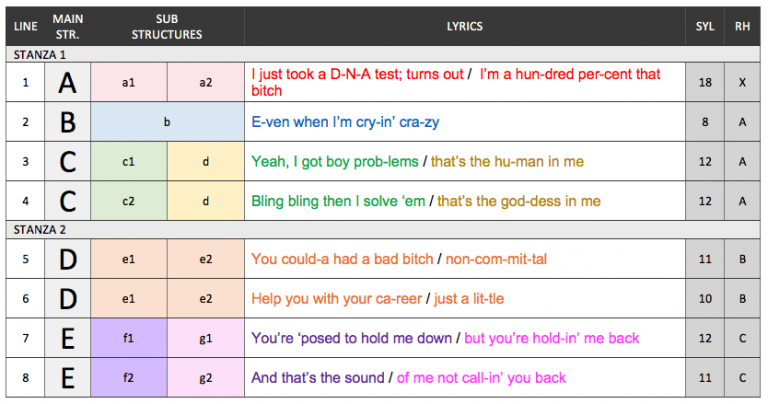 LINE MAIN STR. SUB STRUCTURES LYRICS SYL RH
STANZA 1
1 A a1 a2 I just took a D-N-A test; turns out / I’m a hun-dred per-cent that
bitch 18 X
2 B b E-ven when I’m cry-in’ cra-zy 8 A
3 C c1 d Yeah, I got boy prob-lems / that’s the hu-man in me 12 A
4 C c2 d Bling bling then I solve ‘em / that’s the god-dess in me 12 A
STANZA 2
5 D e1 e2 You could-a had a bad bitch / non-com-mit-tal 11 B
6 D e1 e2 Help you with your ca-reer / just a lit-tle 10 B
7 E f1 g1 You’re ‘posed to hold me down / but you’re hold-in’ me back 12 C
8 E f2 g2 And that’s the sound / of me not call-in’ you back 11 C